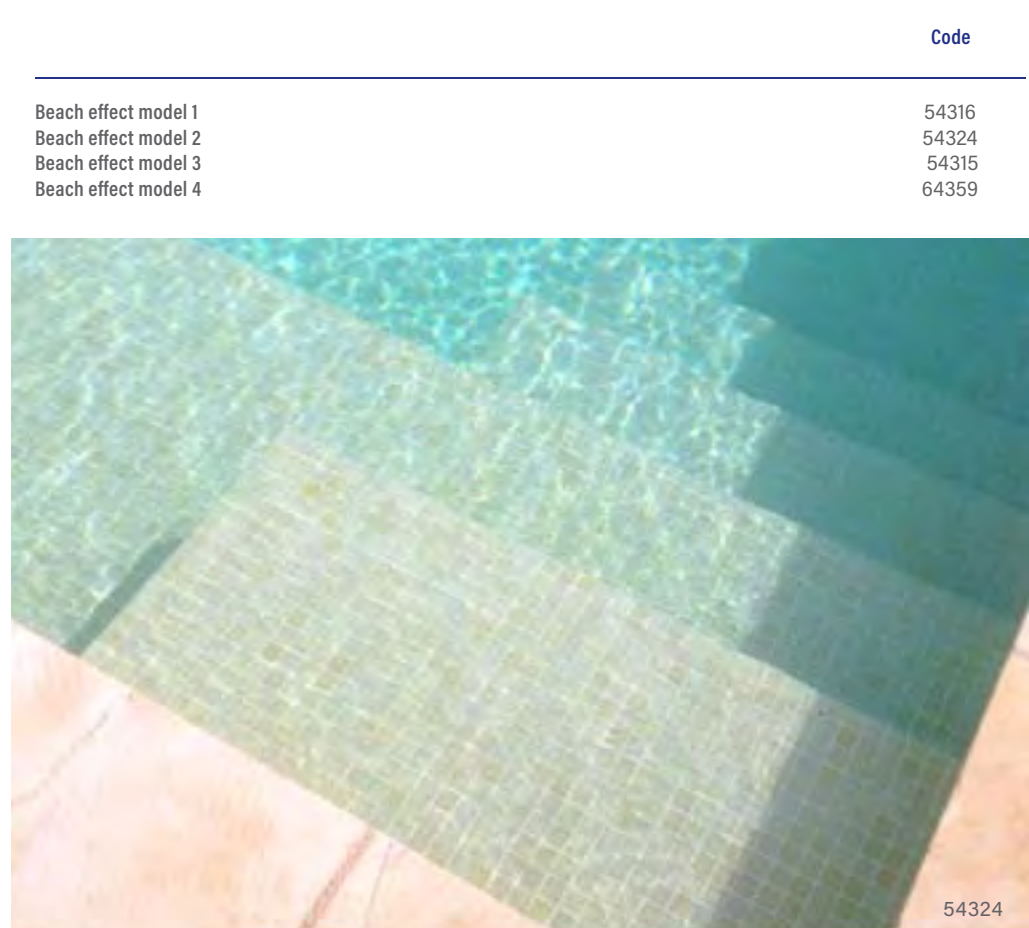 Code
Beach effect model 1 54316
Beach effect model 2 54324
Beach effect model 3 54315
Beach effect model 4 64359
54324